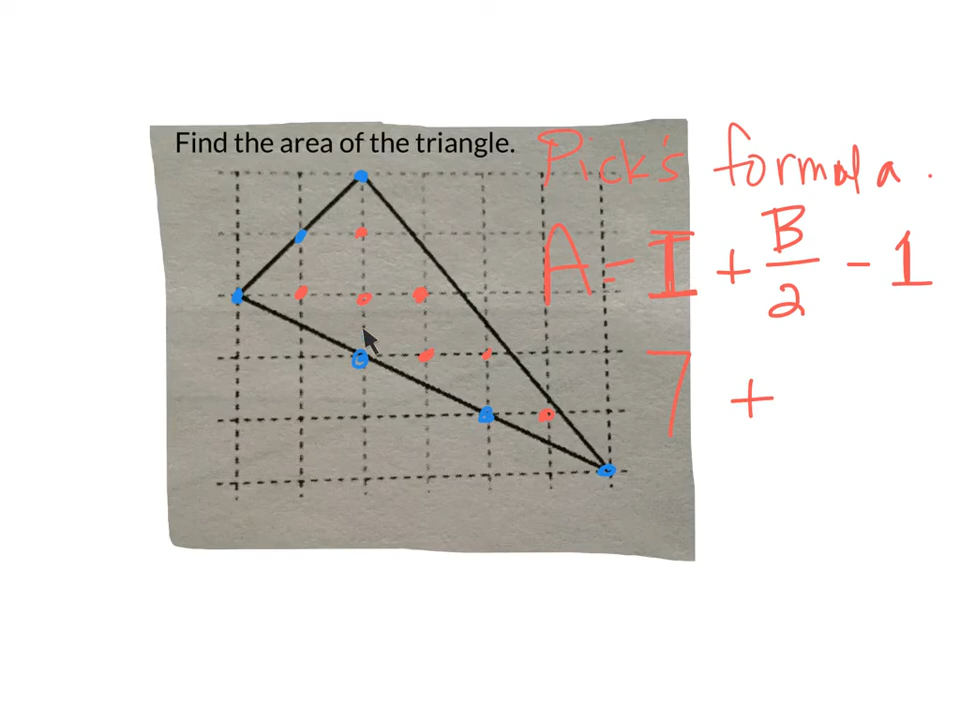 Find the area of the triangle.
Pick's formula.
A = I + B/2 - 1
7 +